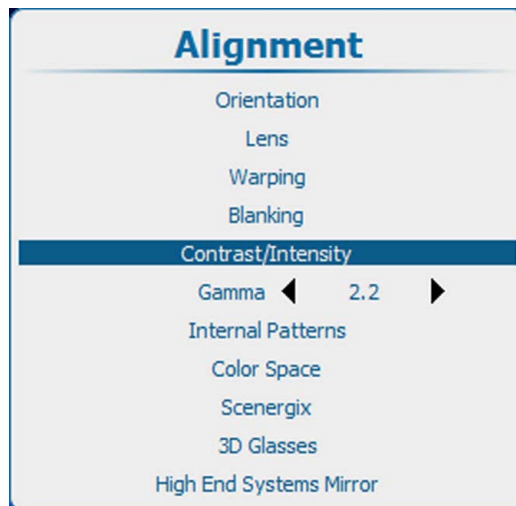 Alignment
Orientation
Lens
Warping
Blanking
Contrast/Intensity
Gamma 2.2
Internal Patterns
Color Space
Scenergix
3D Glasses
High End Systems Mirror